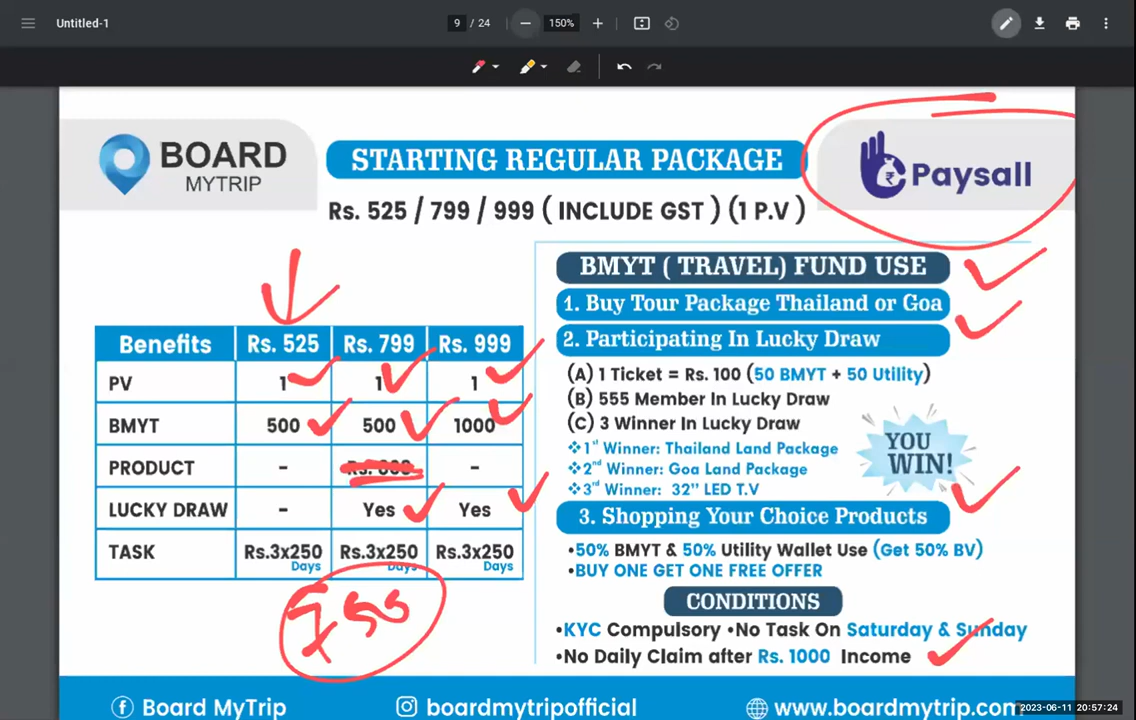 Untitled-1
9 / 24
150%
BOARD
MYTRIP
STARTING REGULAR PACKAGE
Paysall
Rs. 525 / 799 / 999 ( INCLUDE GST ) (1 P.V )
Benefits Rs. 525 Rs. 799 Rs. 999
PV 1 1 1
BMYT 500 500 1000
PRODUCT - -
LUCKY DRAW - Yes Yes
TASK Rs.3x250 Days Rs.3x250 Days Rs.3x250 Days
750
BMYT ( TRAVEL) FUND USE
1. Buy Tour Package Thailand or Goa
2. Participating In Lucky Draw
(A) 1 Ticket = Rs. 100 (50 BMYT + 50 Utility)
(B) 555 Member In Lucky Draw
(C) 3 Winner In Lucky Draw
❖1st Winner: Thailand Land Package
❖2nd Winner: Goa Land Package
❖3rd Winner: 32" LED T.V
YOU
WIN!
3. Shopping Your Choice Products
•50% BMYT & 50% Utility Wallet Use (Get 50% BV)
•BUY ONE GET ONE FREE OFFER
CONDITIONS
•KYC Compulsory •No Task On Saturday & Sunday
•No Daily Claim after Rs. 1000 Income
Board MyTrip
boardmytripofficial
www.boardmytrip.com
2023-06-11 20:57:24